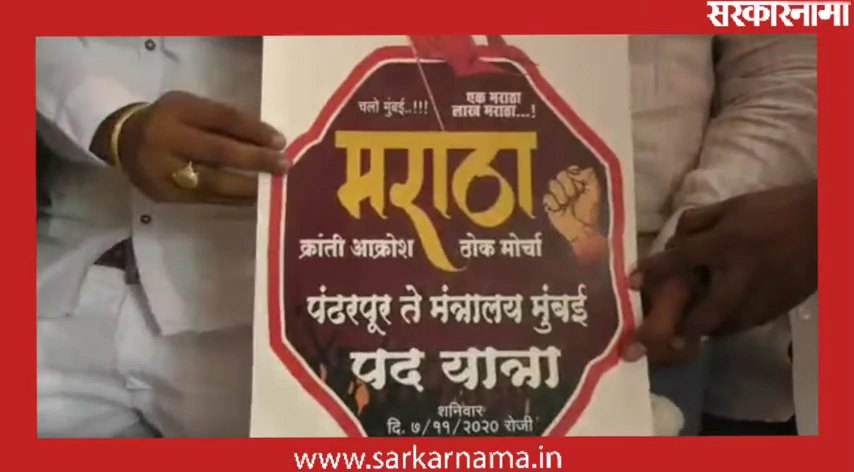 सरकारनामा
चलो मुंबई..!!!
एक मराठा
लाख मराठा...!
मराठा
क्रांती आक्रोश ठोक मोर्चा
पंढरपूर ते मंत्रालय मुंबई
पद यात्रा
शनिवार
दि. ७/११/2020 रोजी
www.sarkarnama.in